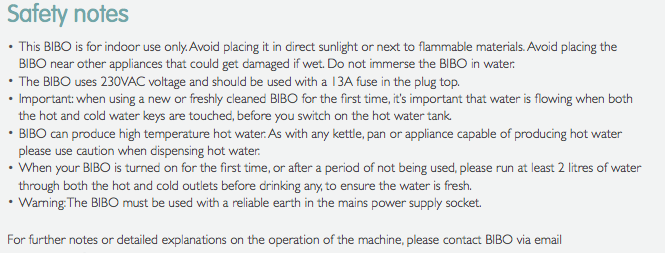 Safety notes
• This BIBO is for indoor use only. Avoid placing it in direct sunlight or next to flammable materials. Avoid placing the
BIBO near other appliances that could get damaged if wet. Do not immerse the BIBO in water.
• The BIBO uses 230VAC voltage and should be used with a 13A fuse in the plug top.
• Important: when using a new or freshly cleaned BIBO for the first time, it's important that water is flowing when both
the hot and cold water keys are touched, before you switch on the hot water tank.
• BIBO can produce high temperature hot water. As with any kettle, pan or appliance capable of producing hot water
please use caution when dispensing hot water.
• When your BIBO is turned on for the first time, or after a period of not being used, please run at least 2 litres of water
through both the hot and cold outlets before drinking any, to ensure the water is fresh.
• Warning: The BIBO must be used with a reliable earth in the mains power supply socket.
For further notes or detailed explanations on the operation of the machine, please contact BIBO via email